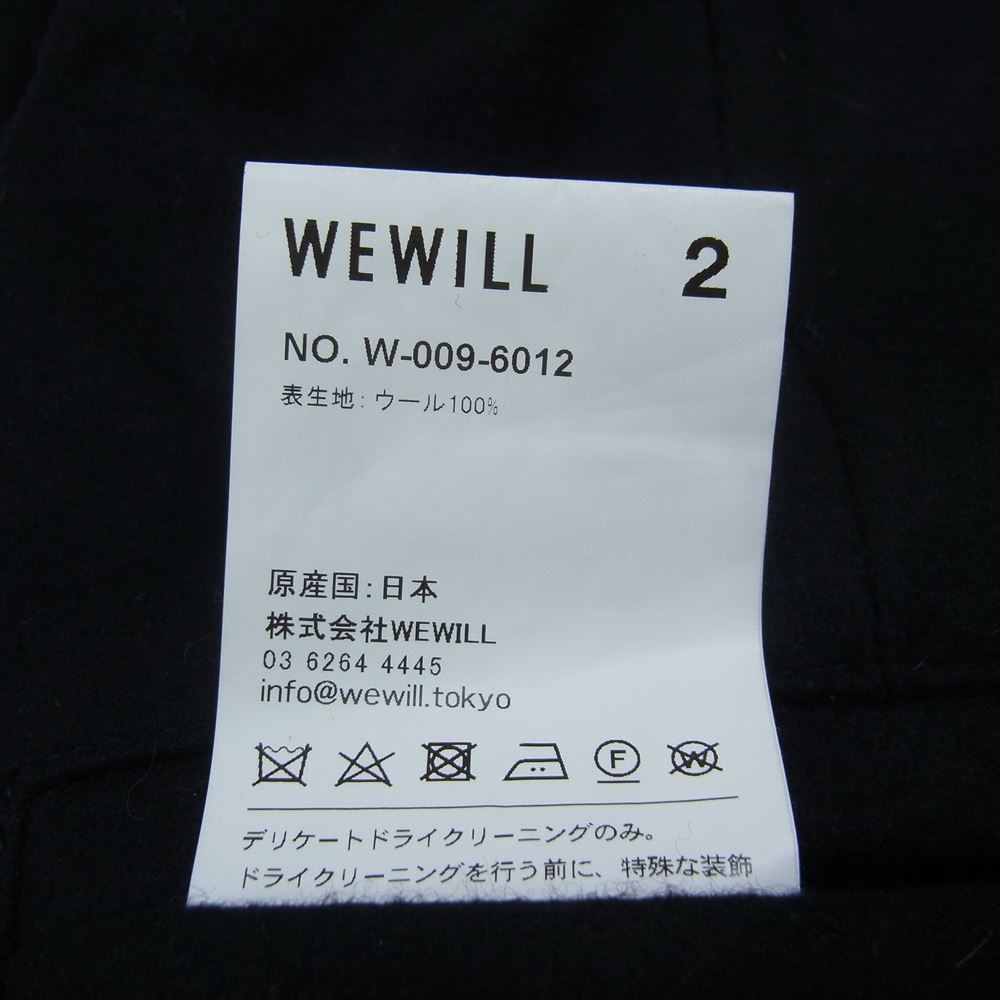 WEWILL 2
NO. W-009-6012
表生地: ウール100%
原産国:日本
株式会社WEWILL
03 6264 4445
info@wewill.tokyo
F W
デリケートドライクリーニングのみ。
ドライクリーニングを行う前に、特殊な装飾